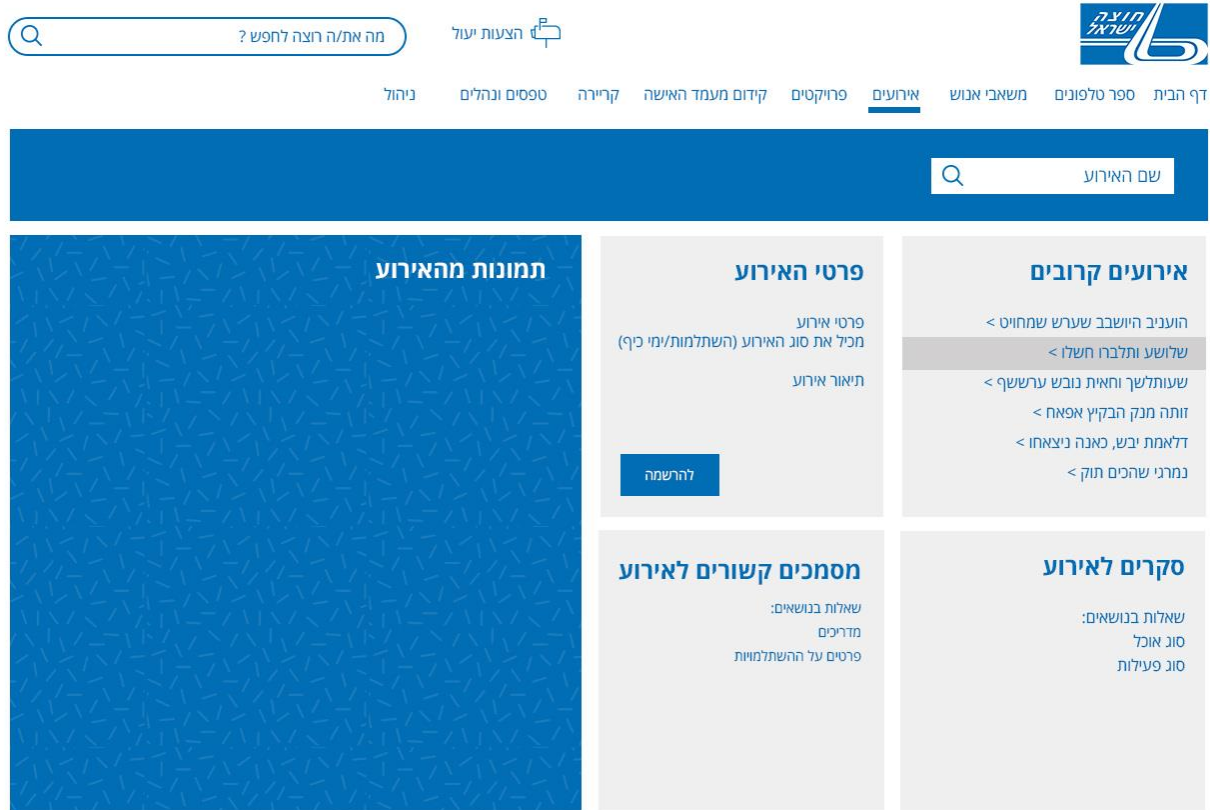 חוצה
ישראל
הצעות יעול
מה את/ה רוצה לחפש ?
דף הבית ספר טלפונים משאבי אנוש אירועים פרויקטים קידום מעמד האישה קריירה טפסים ונהלים ניהול
שם האירוע
אירועים קרובים
הועניב היושבב שערש שמחויט >
שלושע ותלברו חשלו >
שעותלשך וחאית נובש ערששף >
זותה מנק הבקיץ אפאח >
דלאמת יבש, כאנה ניצאחו >
נמרגי שהכים תוק >
פרטי האירוע
פרטי אירוע
מכיל את סוג האירוע (השתלמות/ימי כיף)
תיאור אירוע
להרשמה
תמונות מהאירוע
סקרים לאירוע
שאלות בנושאים:
סוג אוכל
סוג פעילות
מסמכים קשורים לאירוע
שאלות בנושאים:
מדריכים
פרטים על ההשתלמויות